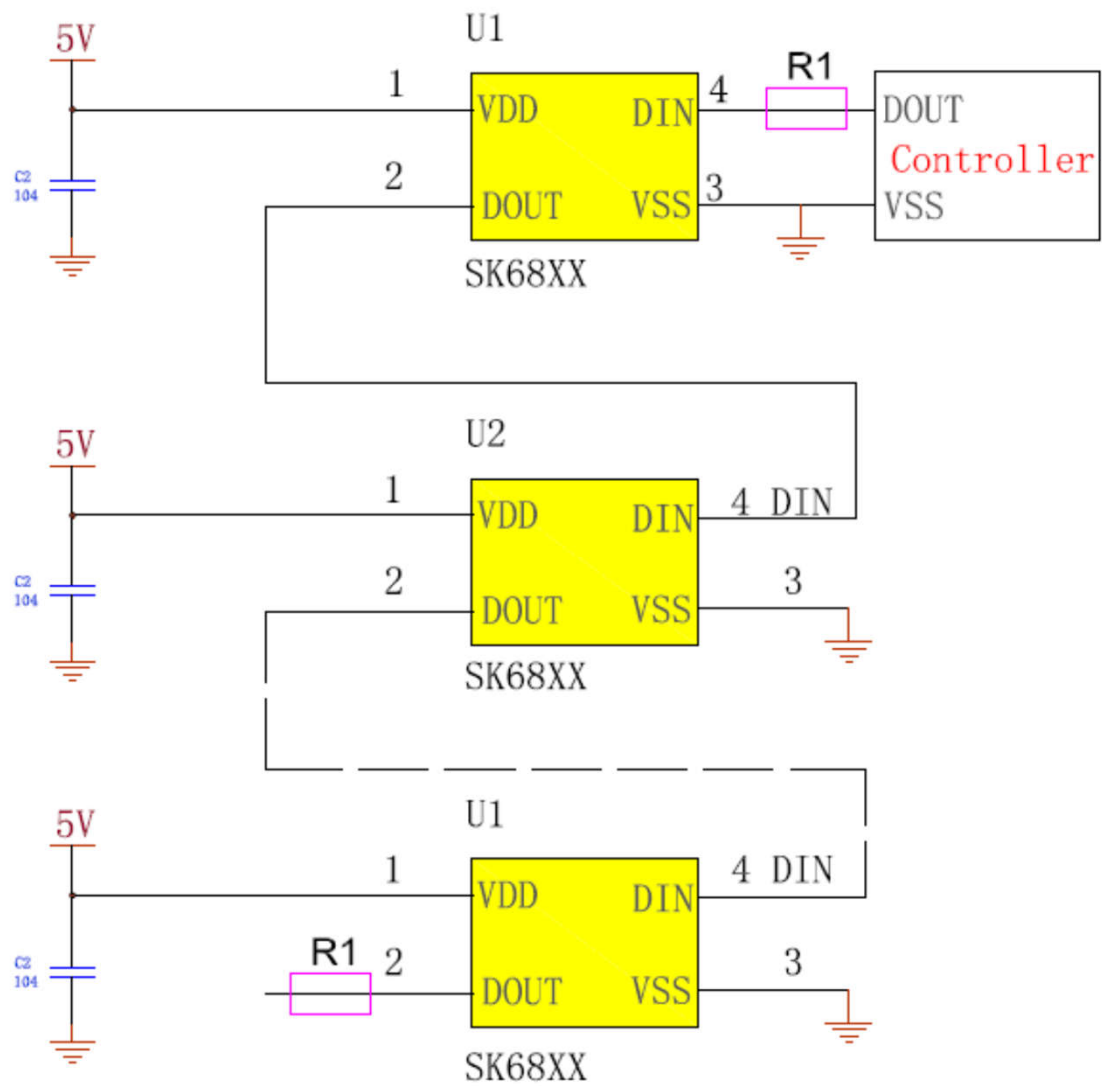 U1
5V
R1
1
4
VDD
DIN
DOUT
Controller
C2
104
2
3
DOUT
VSS
VSS
SK68XX
U2
5V
1
4 DIN
VDD
DIN
C2
104
2
3
DOUT
VSS
SK68XX
U1
5V
1
4 DIN
VDD
DIN
R1
2
3
C2
104
DOUT
VSS
SK68XX